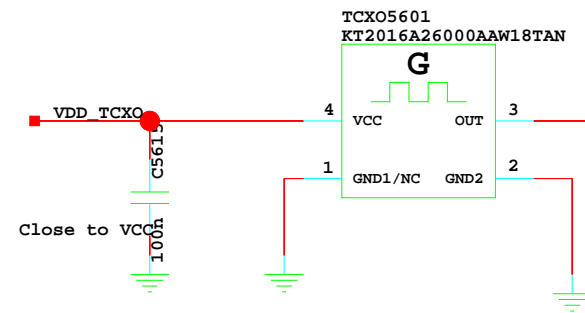 TCXO5601
KT2016A26000AAW18TAN
G
VDD_TCXO
4
VCC
OUT
3
C5615
1
GND1/NC
GND2
2
Close to VCC
100n